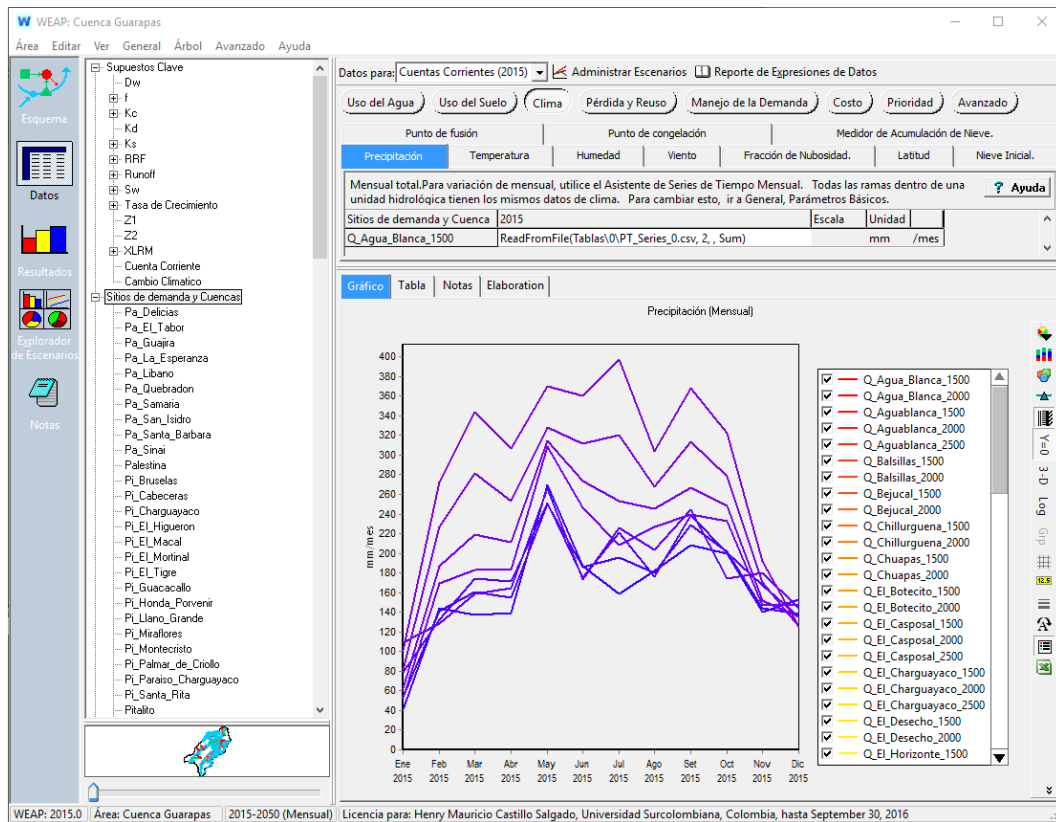 WEAP: Cuenca Guarapas
Área Editar Ver General Árbol Avanzado Ayuda
Esquema
Datos
Resultados
Explorador
de Escenarios
Notas
Supuestos Clave
Dw
f
Kc
Kd
Ks
RRF
Runoff
Sw
Tasa de Crecimiento
Z1
Z2
XLRM
Cuenta Corriente
Cambio Climatico
Sitios de demanda y Cuencas
Pa_Delicias
Pa_El_Tabor
Pa_Guajira
Pa_La_Esperanza
Pa_Libano
Pa_Quebradon
Pa_Samaria
Pa_San_Isidro
Pa_Santa_Barbara
Pa_Sinai
Palestina
Pi_Bruselas
Pi_Cabeceras
Pi_Charguayaco
Pi_El_Higueron
Pi_El_Macal
Pi_El_Mortinal
Pi_El_Tigre
Pi_Guacacallo
Pi_Honda_Porvenir
Pi_Llano_Grande
Pi_Miraflores
Pi_Montecristo
Pi_Palmar_de_Criollo
Pi_Paraiso_Charguayaco
Pi_Santa_Rita
Pitalito
Datos para: Cuentas Corrientes (2015) Administrar Escenarios Reporte de Expresiones de Datos
Uso del Agua Uso del Suelo Clima Pérdida y Reuso Manejo de la Demanda Costo Prioridad Avanzado
Punto de fusión Punto de congelación Medidor de Acumulación de Nieve.
Precipitación Temperatura Humedad Viento Fracción de Nubosidad. Latitud Nieve Inicial.
Mensual total.Para variación de mensual, utilice el Asistente de Series de Tiempo Mensual. Todas las ramas dentro de una
unidad hidrológica tienen los mismos datos de clima. Para cambiar esto, ir a General, Parámetros Básicos.
? Ayuda
Sitios de demanda y Cuenca 2015 Escala Unidad
Q_Agua_Blanca_1500 ReadFromFile(Tablas\0\PT_Series_0.csv, 2, , Sum) mm /mes
Gráfico Tabla Notas Elaboration
Precipitación (Mensual)
mm/mes
400
380
360
340
320
300
280
260
240
220
200
180
160
140
120
100
80
60
40
20
0
Ene Feb Mar Abr May Jun Jul Ago Set Oct Nov Dic
2015 2015 2015 2015 2015 2015 2015 2015 2015 2015 2015 2015
Q_Agua_Blanca_1500
Q_Agua_Blanca_2000
Q_Aguablanca_1500
Q_Aguablanca_2000
Q_Aguablanca_2500
Q_Balsillas_1500
Q_Balsillas_2000
Q_Bejucal_1500
Q_Bejucal_2000
Q_Chillurguena_1500
Q_Chillurguena_2000
Q_Chuapas_1500
Q_Chuapas_2000
Q_El_Botecito_1500
Q_El_Botecito_2000
Q_El_Casposal_1500
Q_El_Casposal_2000
Q_El_Casposal_2500
Q_El_Charguayaco_1500
Q_El_Charguayaco_2000
Q_El_Charguayaco_2500
Q_El_Desecho_1500
Q_El_Desecho_2000
Q_El_Horizonte_1500
Y=0
3-D
Log
Grp
12.5
WEAP: 2015.0 Área: Cuenca Guarapas 2015-2050 (Mensual) Licencia para: Henry Mauricio Castillo Salgado, Universidad Surcolombiana, Colombia, hasta September 30, 2016